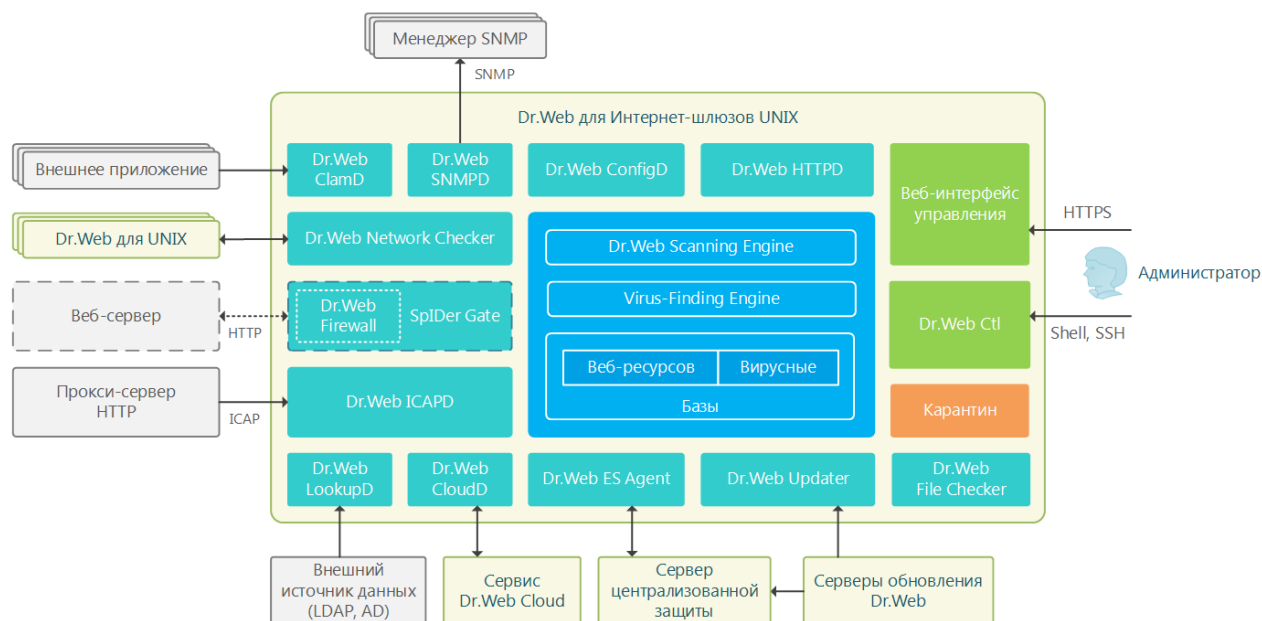 Менеджер SNMP
SNMP
Dr.Web для Интернет-шлюзов UNIX
Внешнее приложение
Dr.Web
ClamD
Dr.Web
SNMPD
Dr.Web ConfigD
Dr.Web HTTPD
Веб-интерфейс
управления
HTTPS
Dr.Web для UNIX
Dr.Web Network Checker
Dr.Web Scanning Engine
Администратор
Веб-сервер
HTTP
Dr.Web
Firewall
SpIDer Gate
Virus-Finding Engine
Dr.Web Ctl
Shell, SSH
Прокси-сервер
HTTP
ICAP
Dr.Web ICAPD
Веб-ресурсов
Вирусные
Базы
Карантин
Dr.Web
LookupD
Dr.Web
CloudD
Dr.Web ES Agent
Dr.Web Updater
Dr.Web
File Checker
Внешний
источник данных
(LDAP, AD)
Сервис
Dr.Web Cloud
Сервер
централизованной
защиты
Серверы обновления
Dr.Web